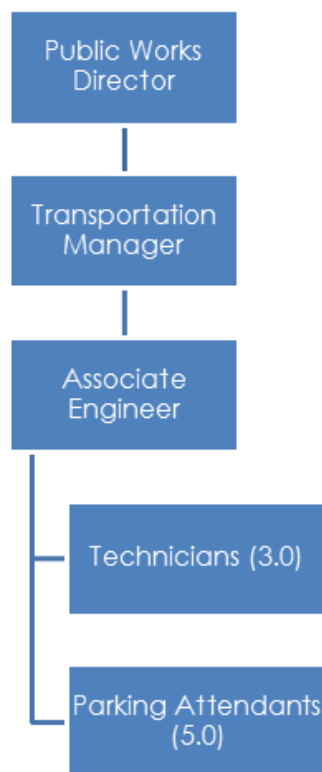 Public Works
Director
Transportation
Manager
Associate
Engineer
Technicians (3.0)
Parking Attendants
(5.0)